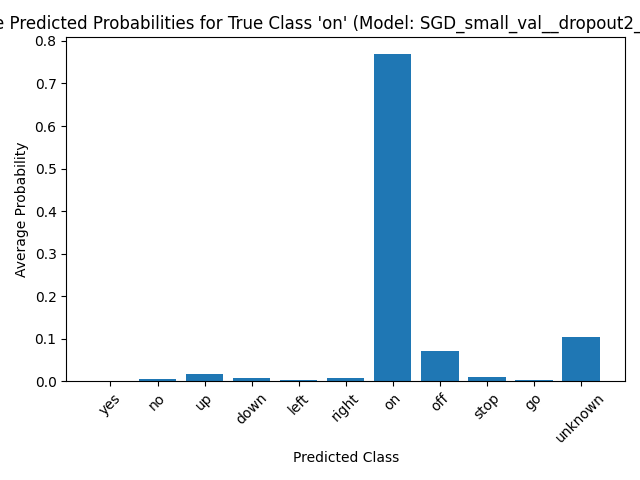 e Predicted Probabilities for True Class 'on' (Model: SGD_small_val__dropout2_
0.8
0.7
0.6
0.5
0.4
0.3
0.2
0.1
0.0
Average Probability
yes
no
up
down
left
right
on
off
stop
go
unknown
Predicted Class